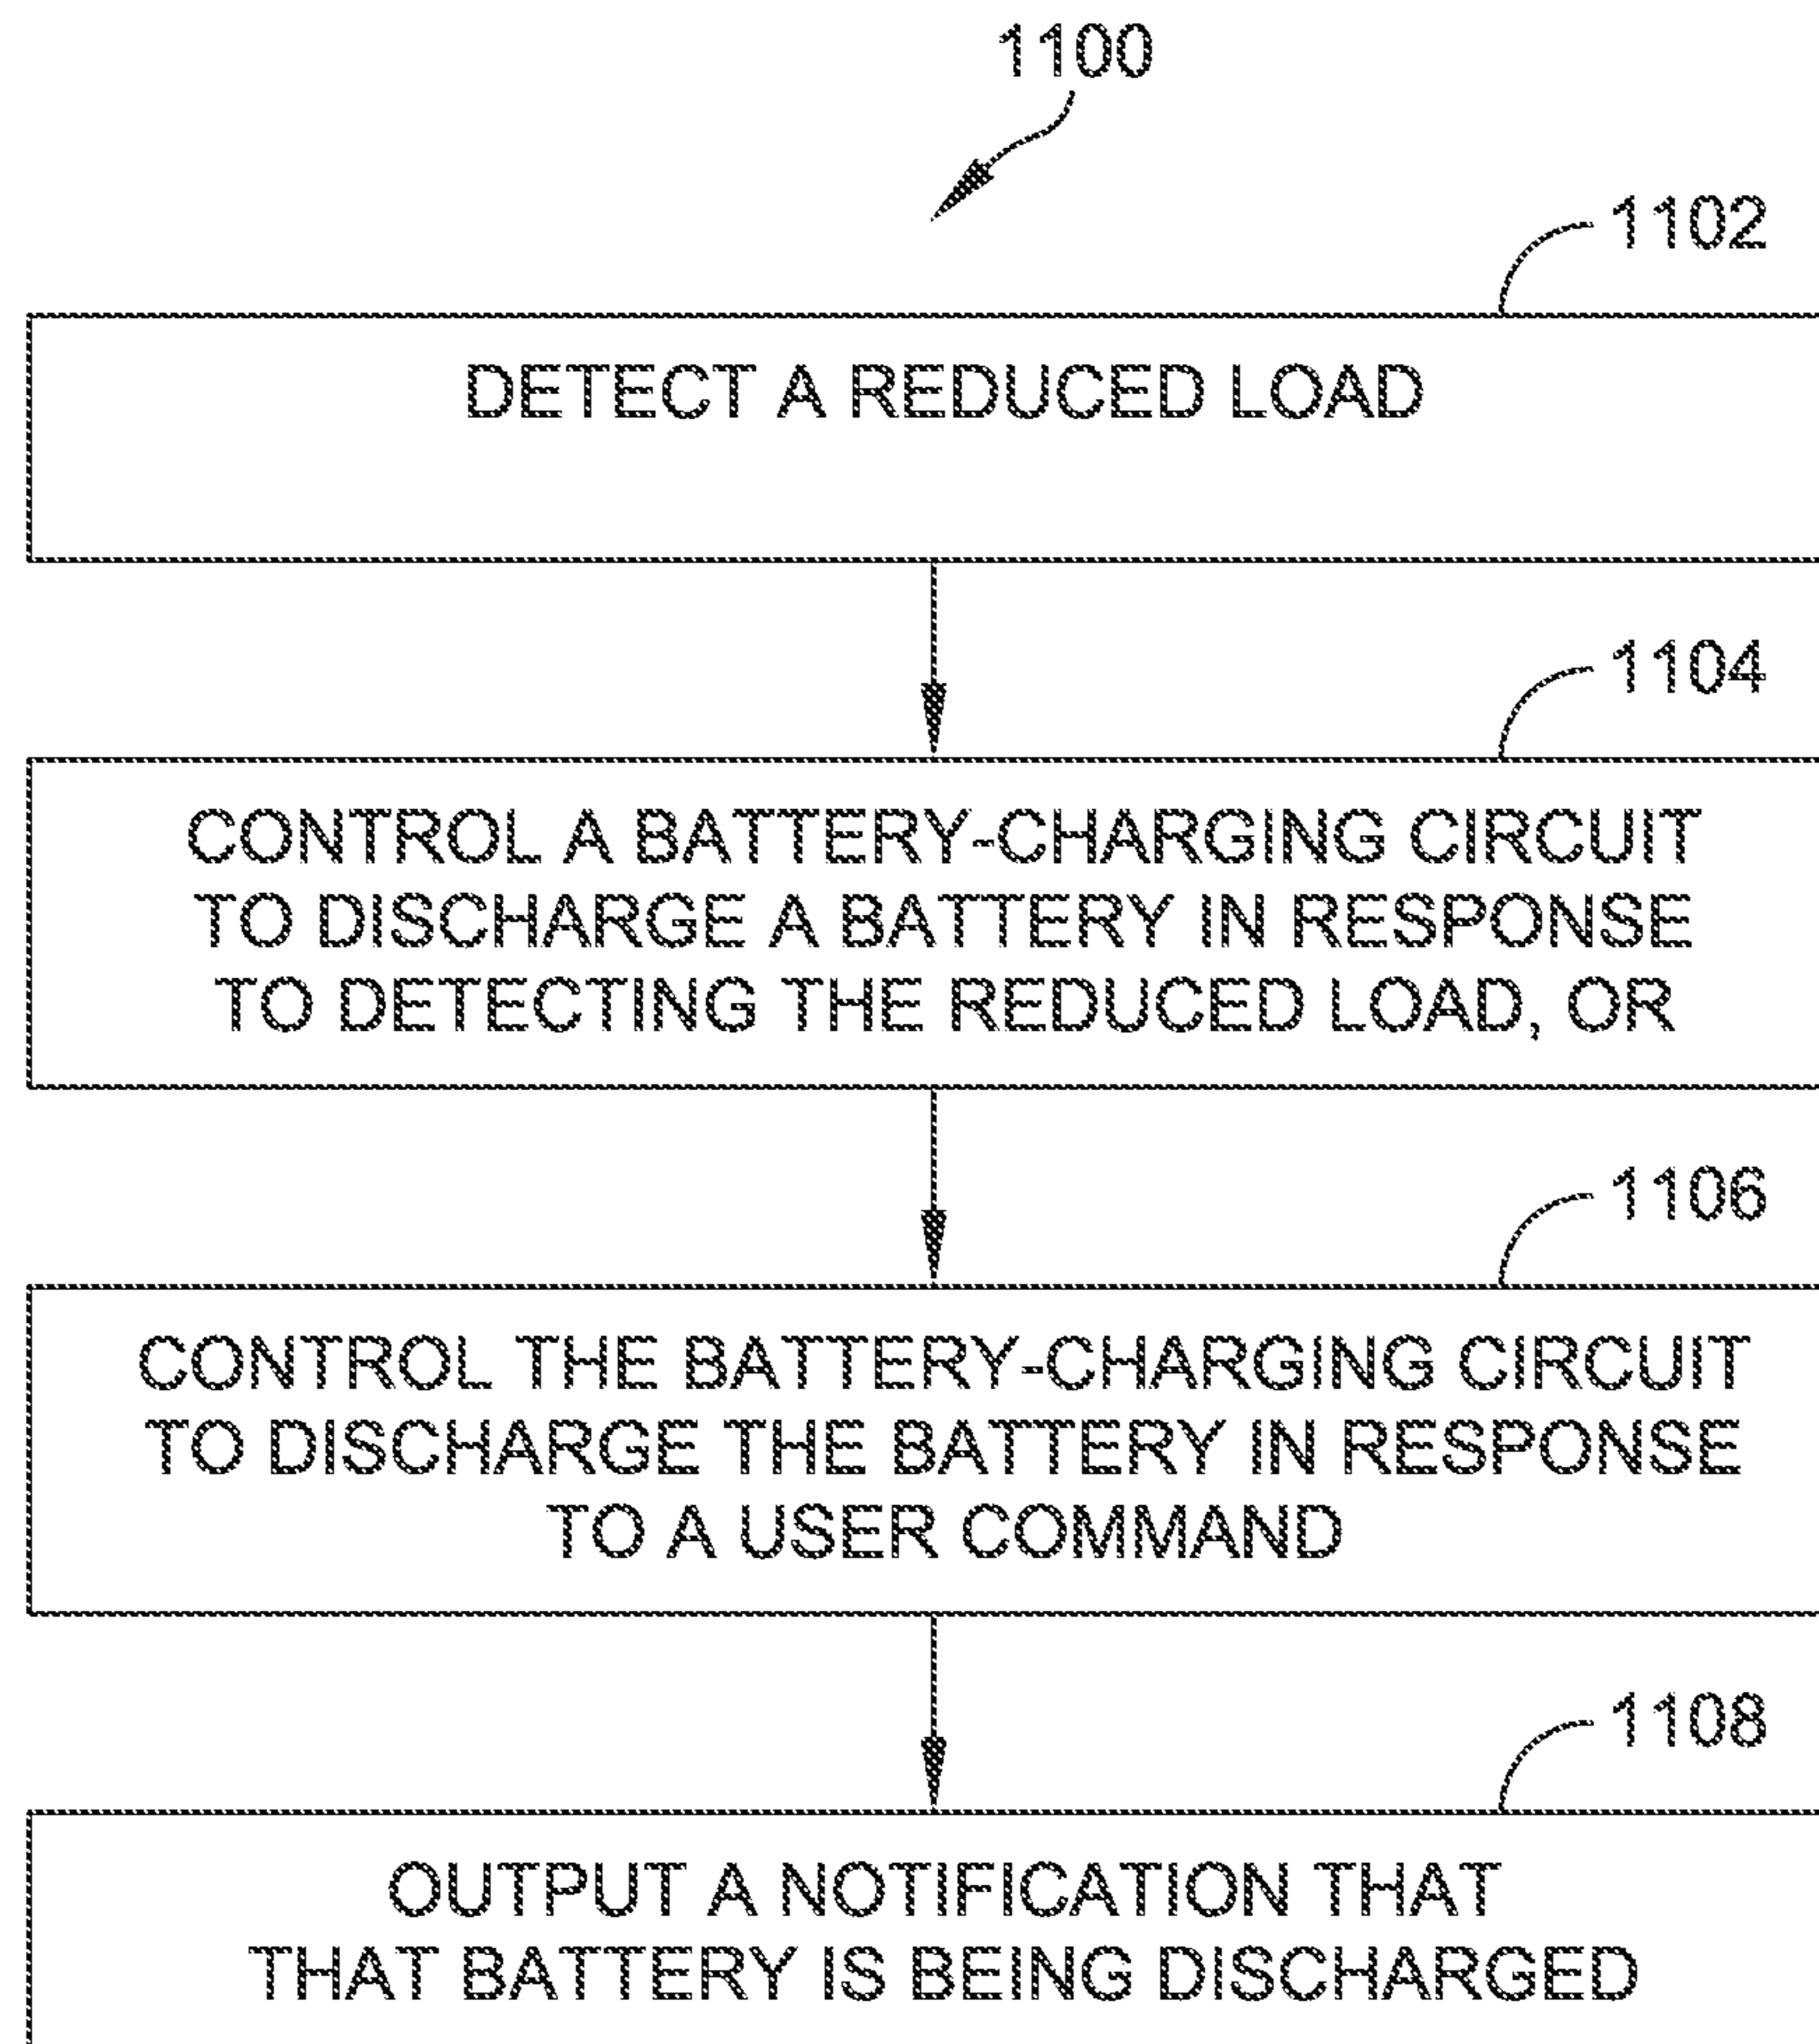 1100
1102
DETECT A REDUCED LOAD
1104
CONTROL A BATTERY-CHARGING CIRCUIT
TO DISCHARGE A BATTERY IN RESPONSE
TO DETECTING THE REDUCED LOAD, OR
1106
CONTROL THE BATTERY-CHARGING CIRCUIT
TO DISCHARGE THE BATTERY IN RESPONSE
TO A USER COMMAND
1108
OUTPUT A NOTIFICATION THAT
THAT BATTERY IS BEING DISCHARGED